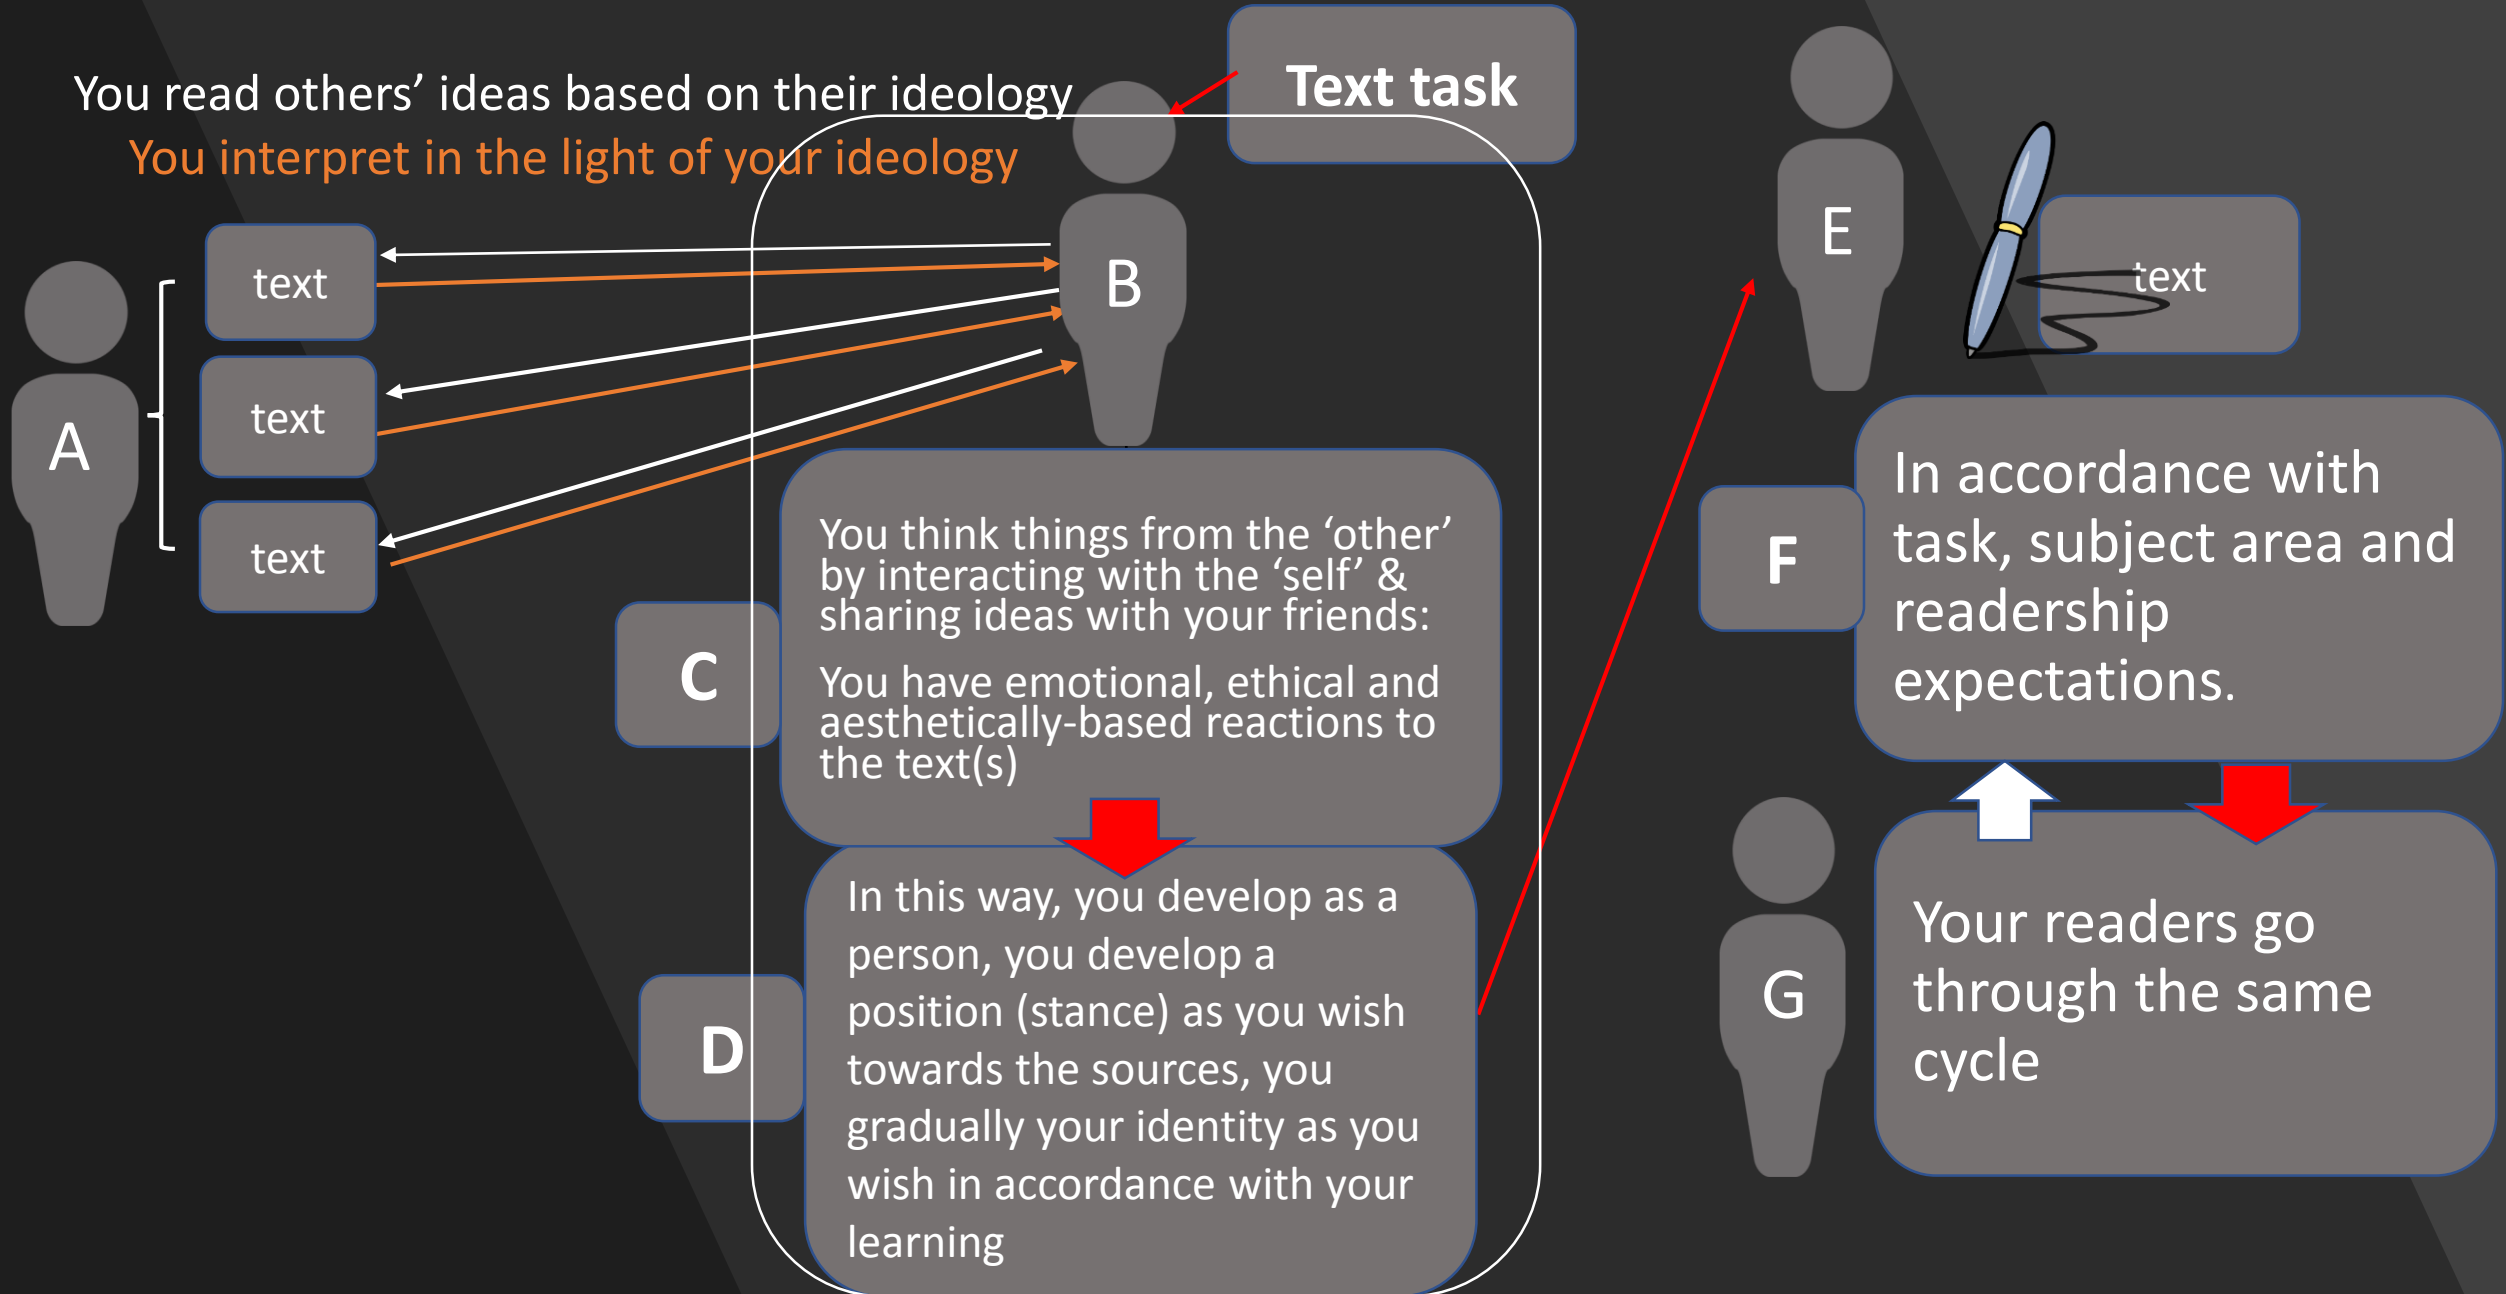 You read others' ideas based on their ideology
You interpret in the light of your ideology
Text task
A
text
text
text
B
C
You think things from the ‘other’
by interacting with the ‘self’ &
sharing ideas with your friends:
You have emotional, ethical and
aesthetically-based reactions to
the text(s)
D
In this way, you develop as a
person, you develop a
position (stance) as you wish
towards the sources, you
gradually your identity as you
wish in accordance with your
learning
E
text
F
In accordance with
task, subject area and
readership
expectations.
G
Your readers go
through the same
cycle